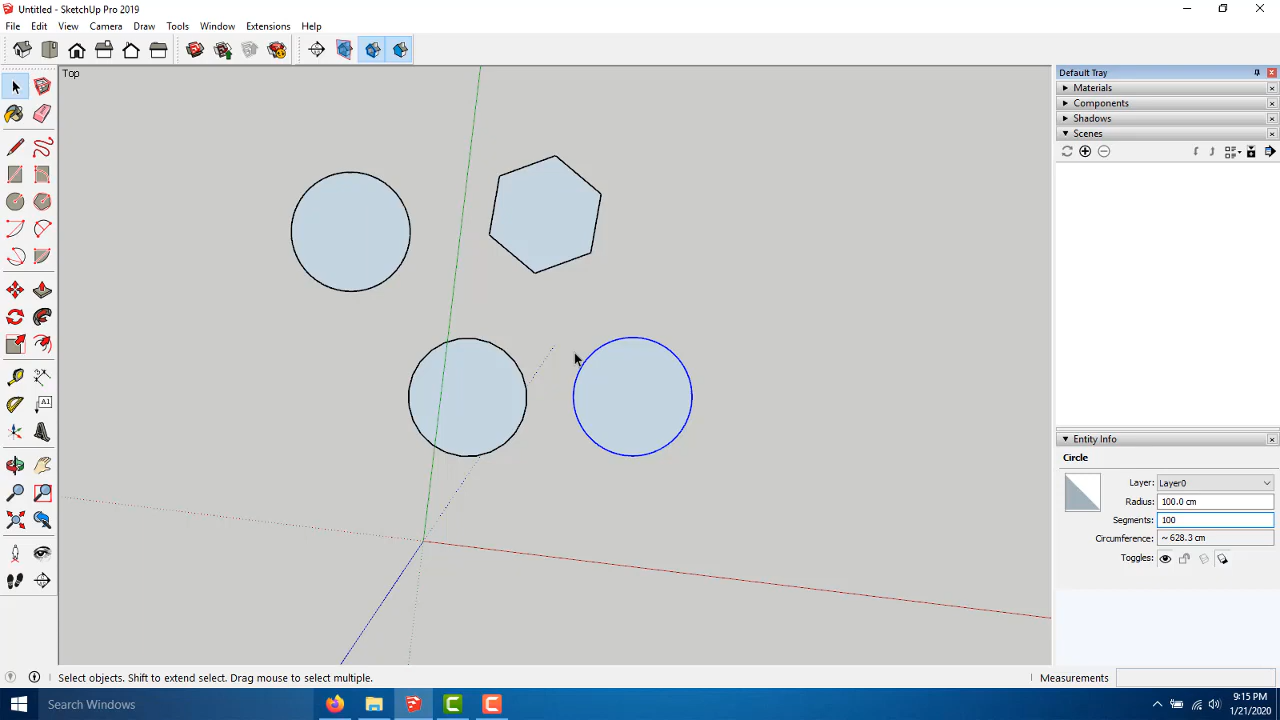 Untitled - SketchUp Pro 2019
File Edit View Camera Draw Tools Window Extensions Help
Top
Default Tray
Materials
Components
Shadows
Scenes
A1
Entity Info
Circle
Layer: Layer0
Radius: 100.0 cm
Segments: 100
Circumference: ~ 628.3 cm
Toggles:
Select objects. Shift to extend select. Drag mouse to select multiple.
Measurements
Search Windows
9:15 PM
1/21/2020